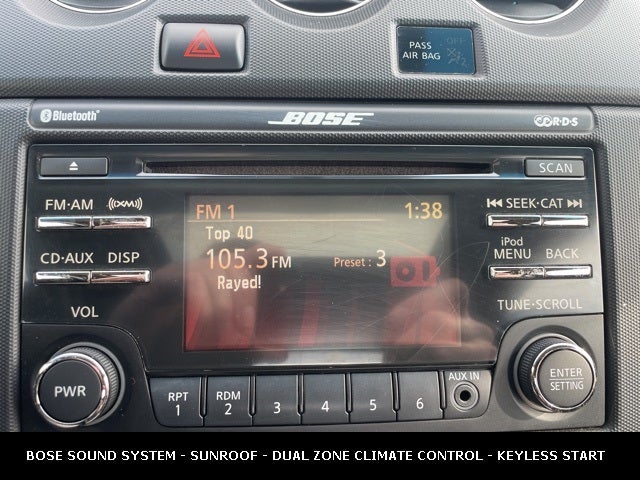 PASS AIR BAG OFF
Bluetooth BOSE R·D·S
SCAN
FM·AM ((XM)) FM 1 1:38 SEEK·CAT
Top 40
CD·AUX DISP 105.3 FM Preset : 3 iPod MENU BACK
Rayed!
VOL TUNE·SCROLL
PWR RPT 1 RDM 2 3 4 5 6 AUX IN ENTER SETTING
BOSE SOUND SYSTEM - SUNROOF - DUAL ZONE CLIMATE CONTROL - KEYLESS START